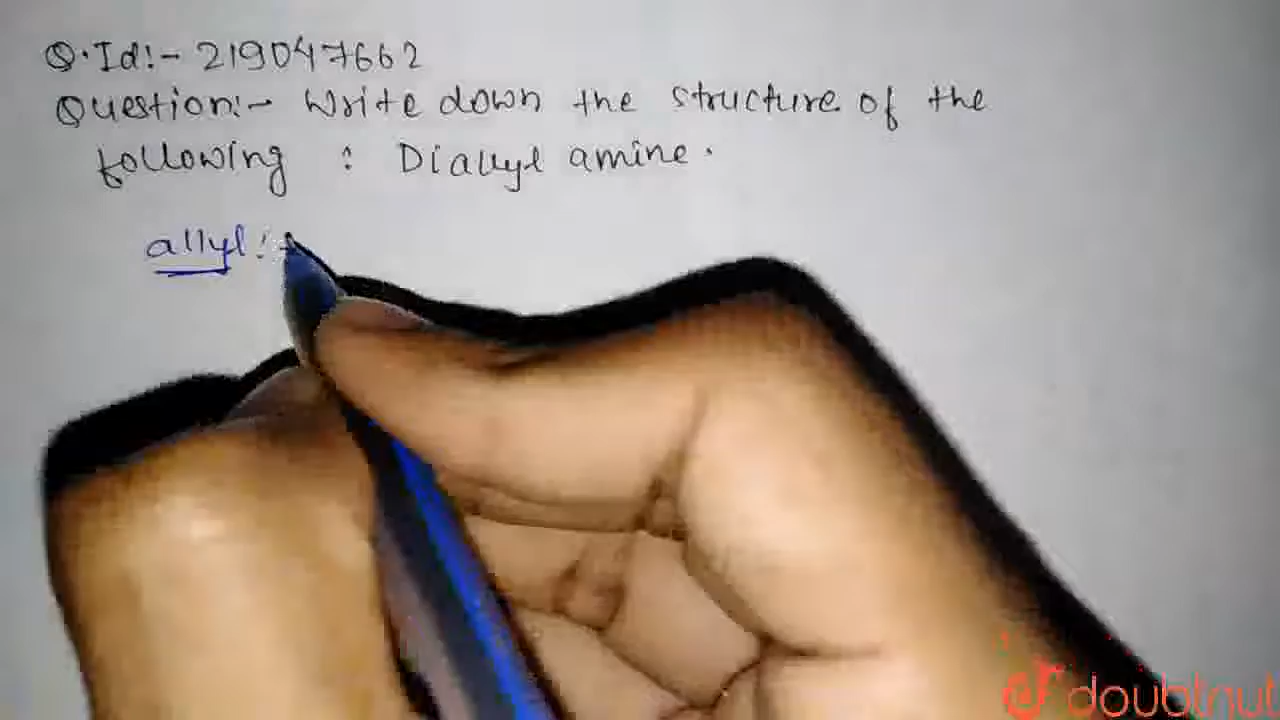 Q. Id:- 219047662
Question:- Write down the structure of the
following : Diallyl amine.
allyl:-
doubtnut